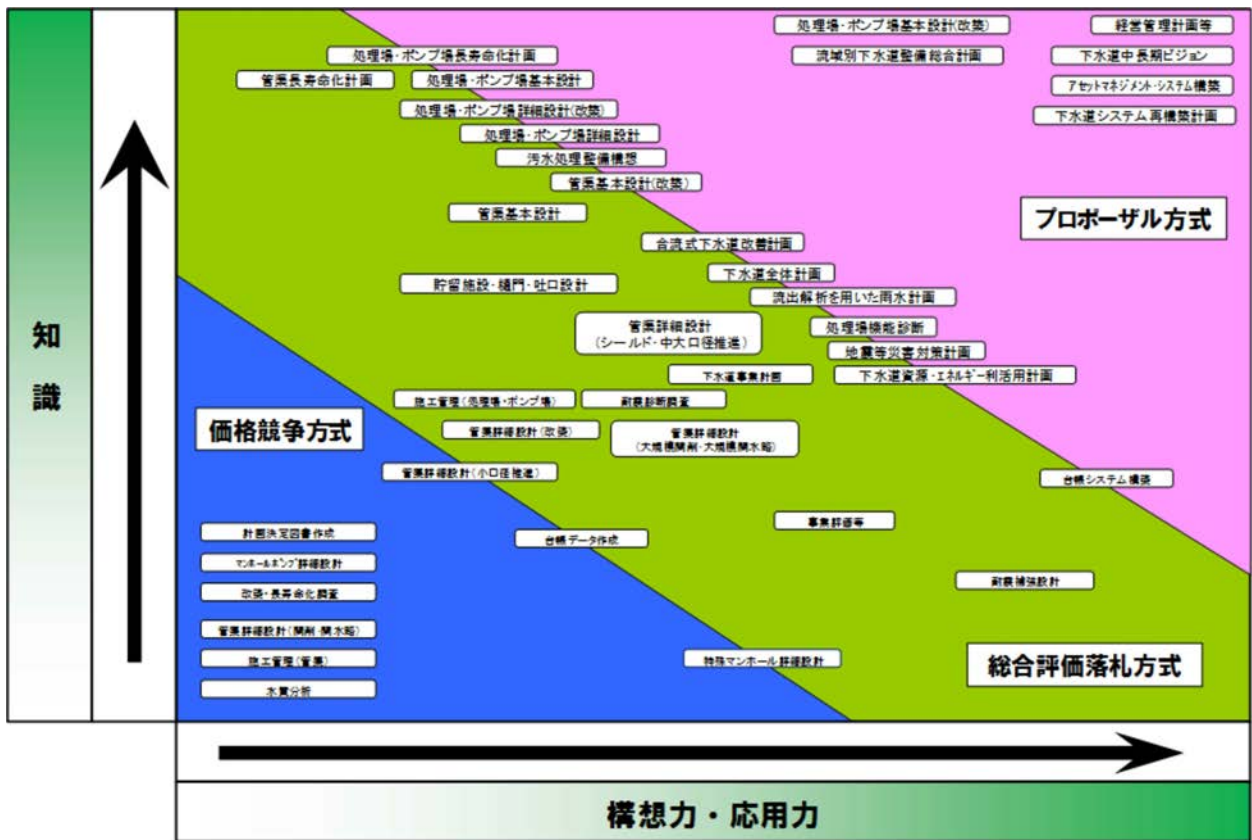 処理場・ポンプ場基本設計(改築)
経営管理計画等
処理場・ポンプ場長寿命化計画
流域別下水道整備総合計画
下水道中長期ビジョン
管渠長寿命化計画
処理場・ポンプ場基本設計
アセットマネジメント・システム構築
処理場・ポンプ場詳細設計(改築)
下水道システム再構築計画
処理場・ポンプ場詳細設計
汚水処理整備構想
管渠基本設計(改築)
管渠基本設計
プロポーザル方式
合流式下水道改善計画
下水道全体計画
貯留施設・樋門・吐口設計
流出解析を用いた雨水計画
管渠詳細設計
(シールド・中大口径推進)
処理場機能診断
知識
地震等災害対策計画
下水道事業計画
下水道資源・エネルギー利活用計画
施工管理(処理場・ポンプ場)
耐震診断調査
価格競争方式
管渠詳細設計(改築)
管渠詳細設計
(大規模開削・大規模開水路)
管渠詳細設計(小口径推進)
台帳システム構築
事業評価等
計画決定図書作成
台帳データ作成
マンホールポンプ詳細設計
耐震補強設計
改築・長寿命化調査
管渠詳細設計(開削・開水路)
施工管理(管渠)
特殊マンホール詳細設計
総合評価落札方式
水質分析
構想力・応用力